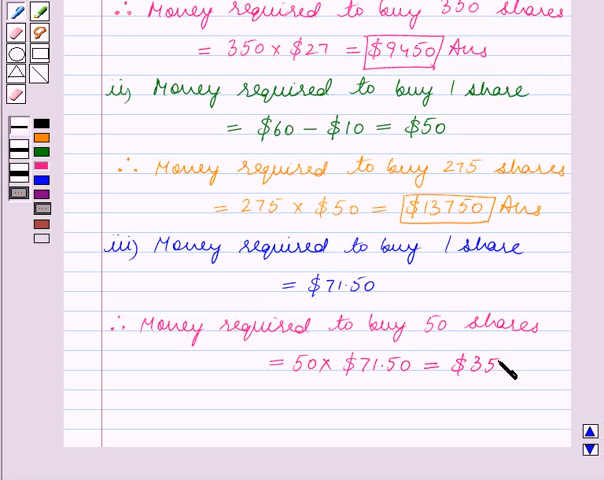 ∴ Money required to buy 350 shares
= 350 × $27 = $9450 Ans
ii) Money required to buy 1 share
= $60 - $10 = $50
∴ Money required to buy 275 shares
= 275 × $50 = $13750 Ans
iii) Money required to buy 1 share
= $71.50
∴ Money required to buy 50 shares
= 50 × $71.50 = $35